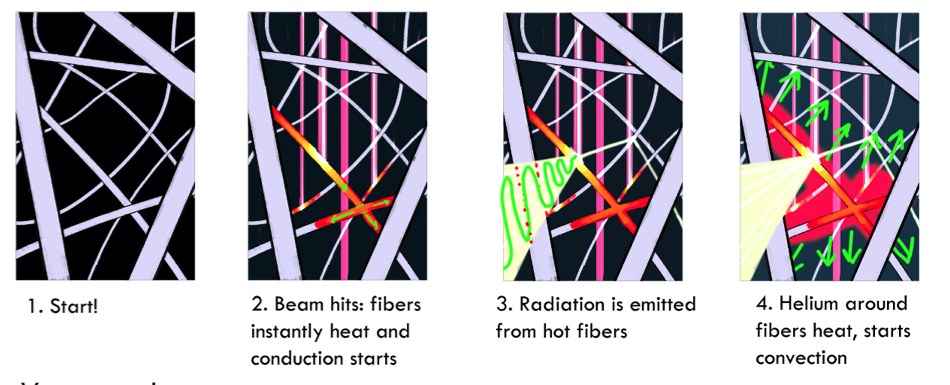 1. Start!
2. Beam hits: fibers
instantly heat and
conduction starts
3. Radiation is emitted
from hot fibers
4. Helium around
fibers heat, starts
convection